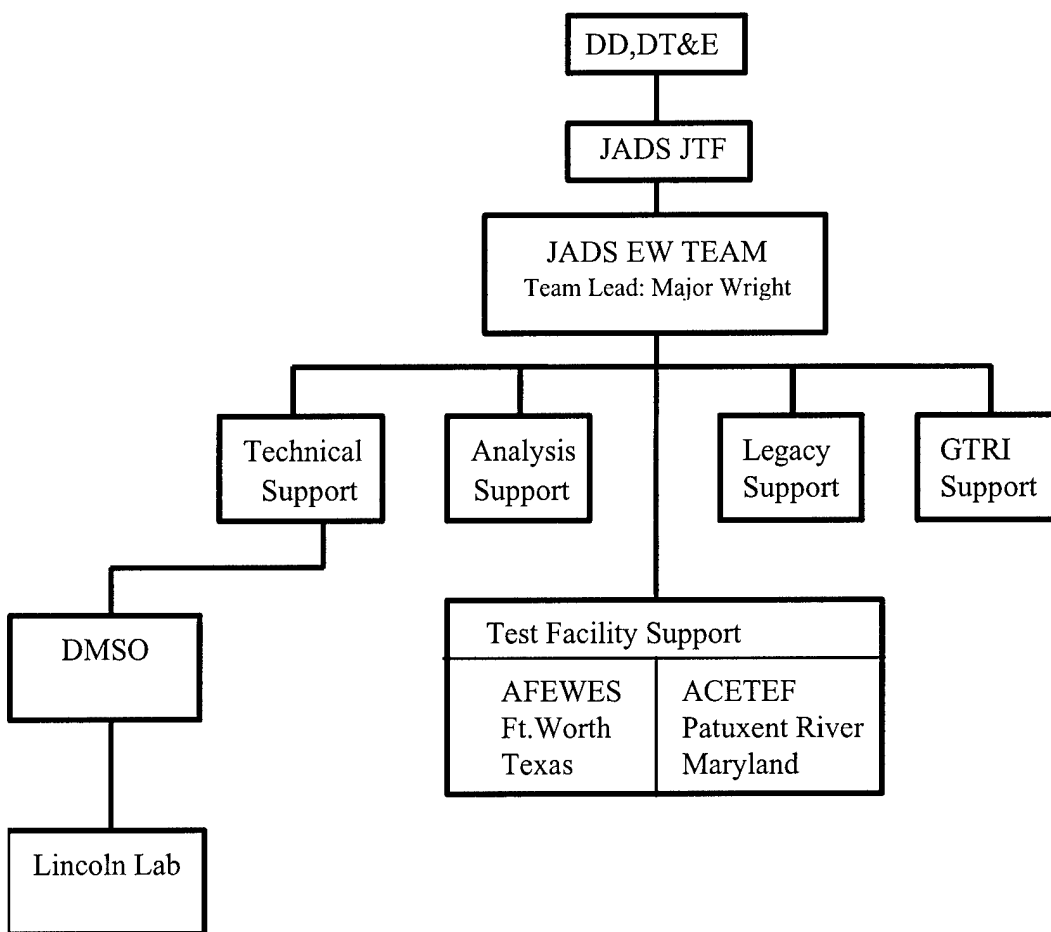 DD,DT&E
JADS JTF
JADS EW TEAM
Team Lead: Major Wright
Technical
Support
Analysis
Support
Legacy
Support
GTRI
Support
DMSO
Test Facility Support
AFEWES
Ft.Worth
Texas
ACETEF
Patuxent River
Maryland
Lincoln Lab